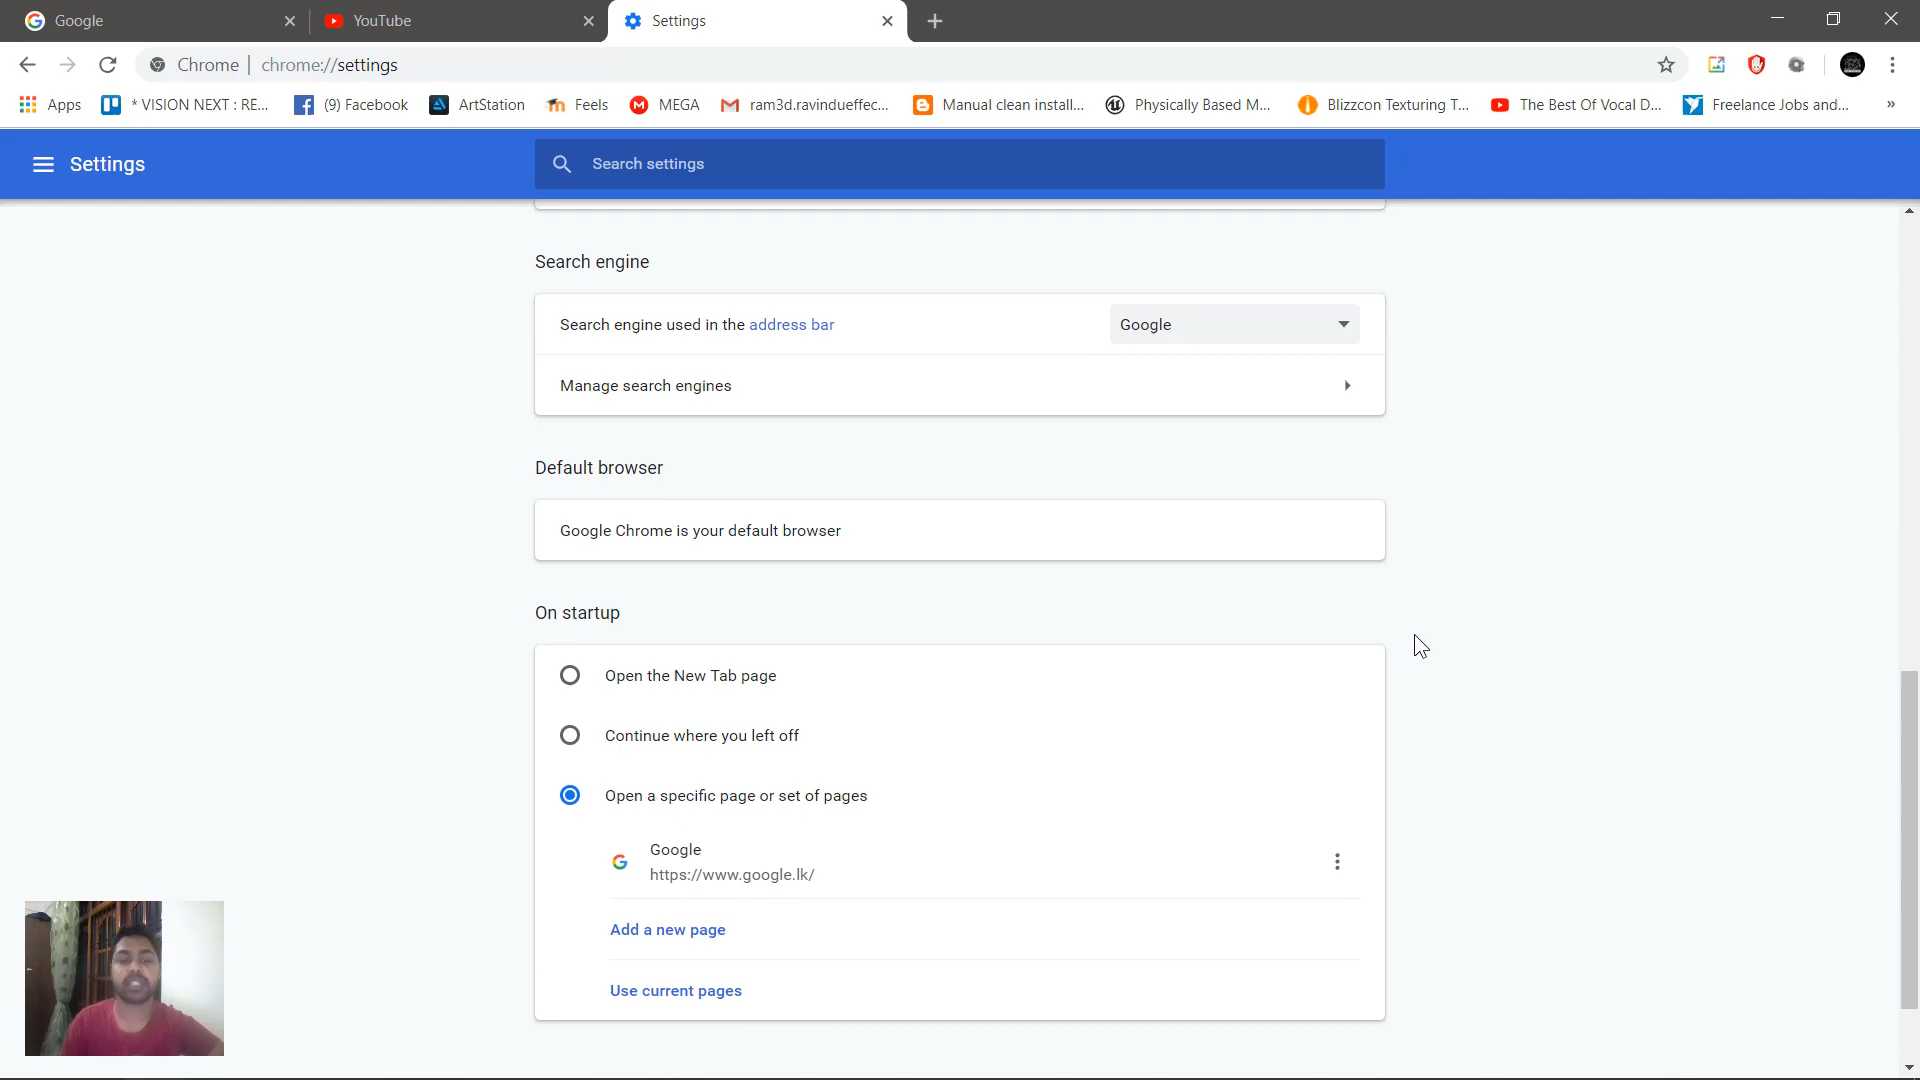 Google
YouTube
Settings
Chrome | chrome://settings
Apps
* VISION NEXT : RE...
(9) Facebook
ArtStation
Feels
MEGA
ram3d.ravindueffec...
Manual clean install...
Physically Based M...
Blizzcon Texturing T...
The Best Of Vocal D...
Freelance Jobs and...
»
Settings
Search settings
Search engine
Search engine used in the address bar
Google
Manage search engines
Default browser
Google Chrome is your default browser
On startup
Open the New Tab page
Continue where you left off
Open a specific page or set of pages
Google
https://www.google.lk/
Add a new page
Use current pages